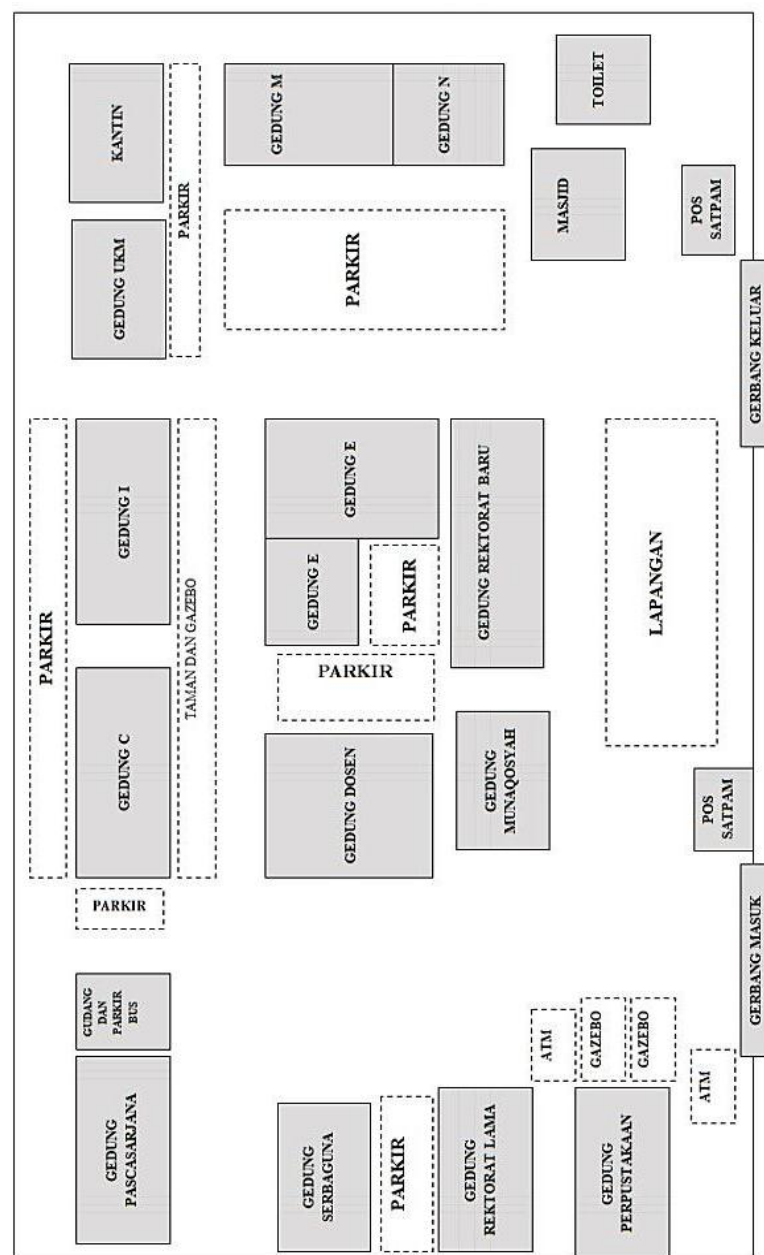 KANTIN
PARKIR
GEDUNG M
GEDUNG N
TOILET
MASJID
POS
SATPAM
GEDUNG UKM
PARKIR
GERBANG KELUAR
PARKIR
GEDUNG I
TAMAN DAN GAZEBO
GEDUNG E
GEDUNG E
PARKIR
GEDUNG REKTORAT BARU
LAPANGAN
PARKIR
GEDUNG C
GEDUNG DOSEN
GEDUNG
MUNAQOSYAH
POS
SATPAM
PARKIR
GERBANG MASUK
GUDANG
DAN
PARKIR
BUS
ATM
GAZEBO
GAZEBO
ATM
GEDUNG
PASCASARJANA
GEDUNG
SERBAGUNA
PARKIR
GEDUNG
REKTORAT LAMA
GEDUNG
PERPUSTAKAAN